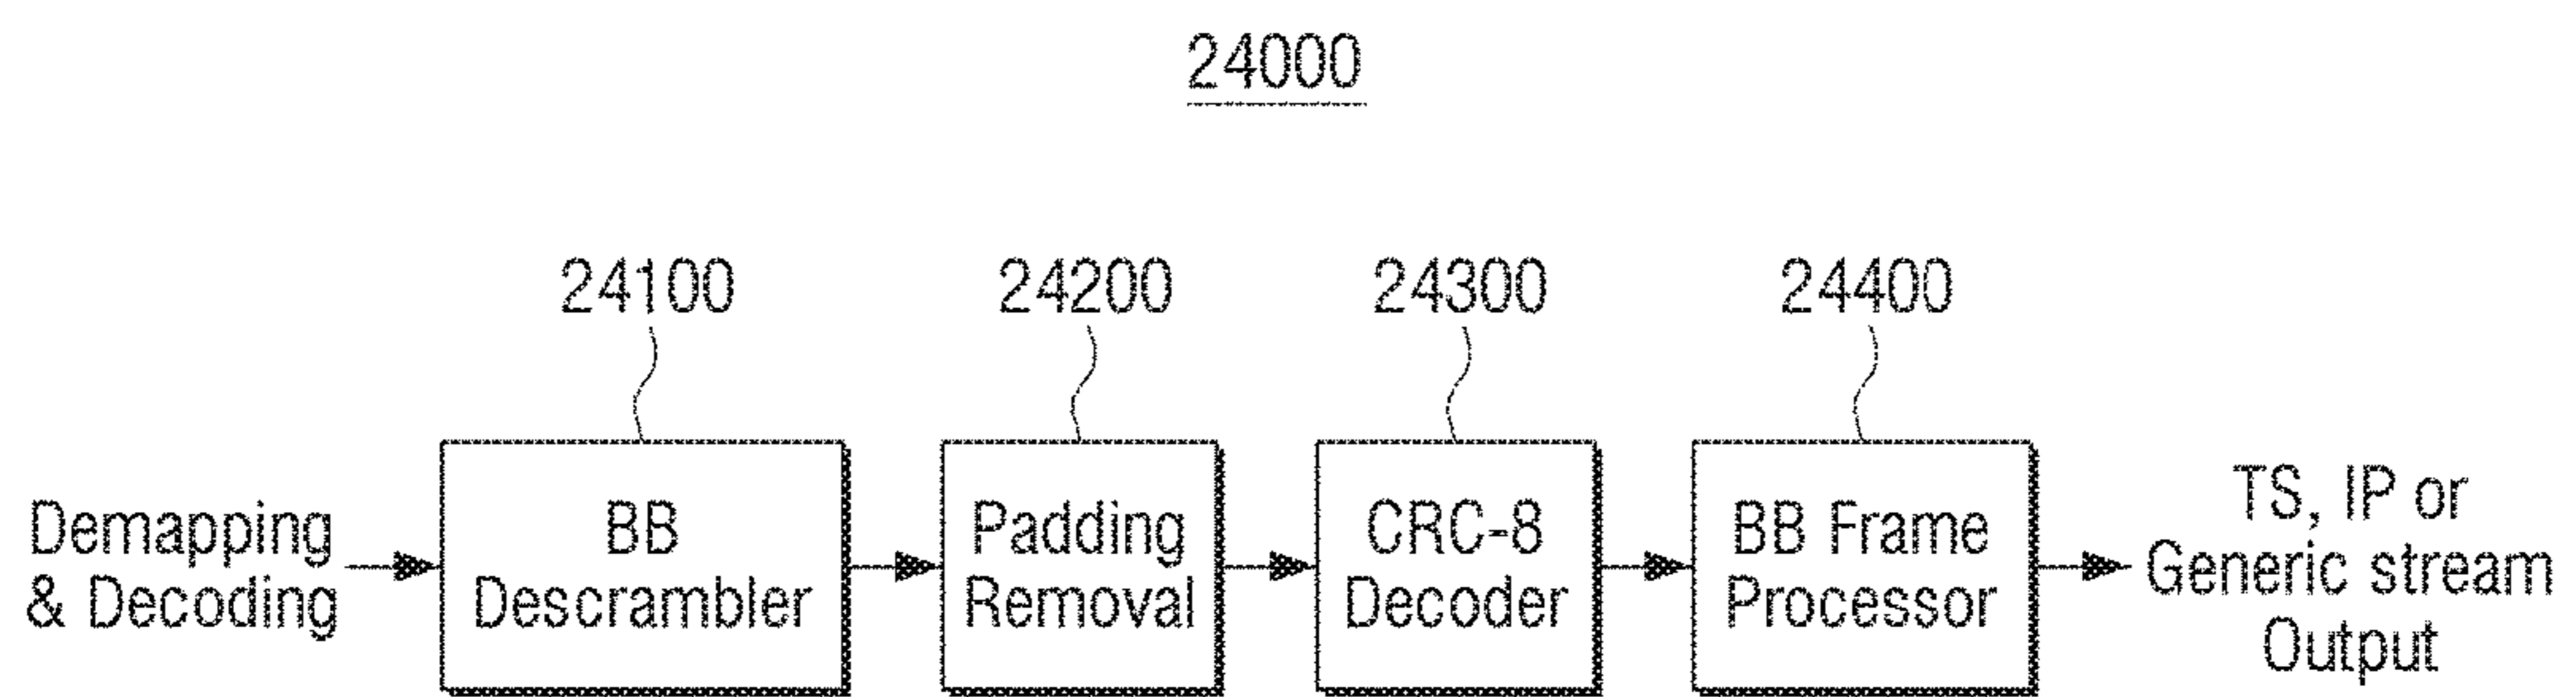 24000
24100
24200
24300
24400
Demapping
& Decoding
BB
Descrambler
Padding
Removal
CRC-8
Decoder
BB Frame
Processor
TS, IP or
Generic stream
Output